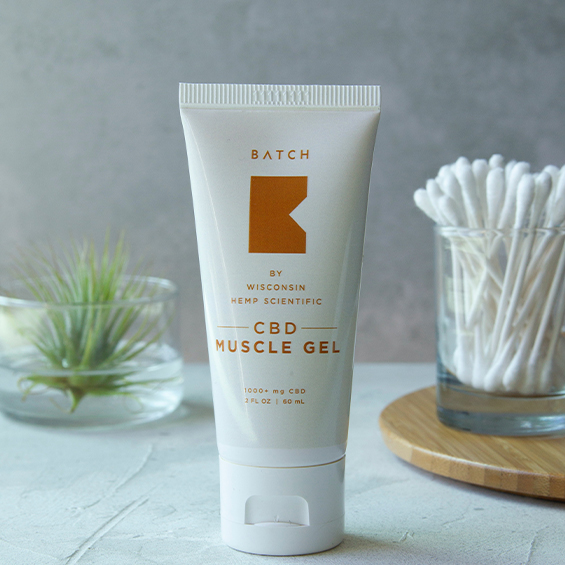 BATCH
BY
WISCONSIN
HEMP SCIENTIFIC
CBD
MUSCLE GEL
1000+ mg CBD
2 FL OZ | 60 mL